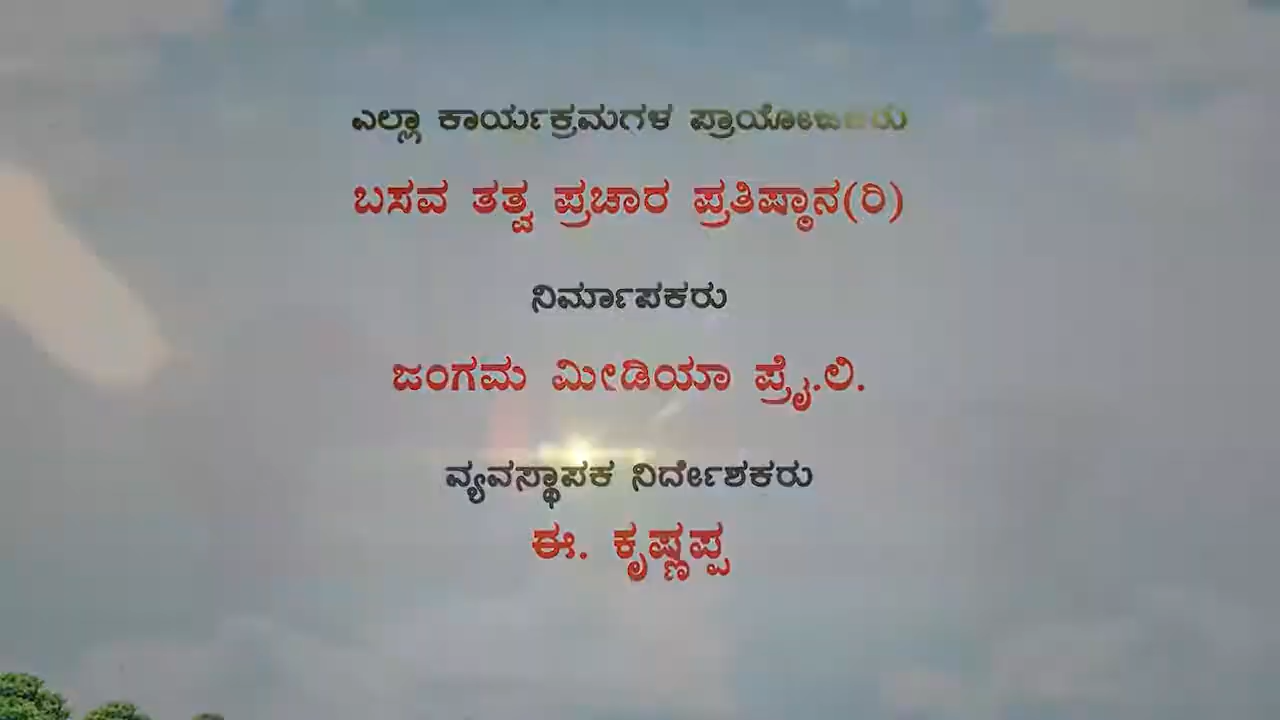 ಎಲ್ಲಾ ಕಾರ್ಯಕ್ರಮಗಳ ಪ್ರಾಯೋಜಕರು
ಬಸವ ತತ್ವ ಪ್ರಚಾರ ಪ್ರತಿಷ್ಠಾನ(ರಿ)
ನಿರ್ಮಾಪಕರು
ಜಂಗಮ ಮೀಡಿಯಾ ಪ್ರೈ.ಲಿ.
ವ್ಯವಸ್ಥಾಪಕ ನಿರ್ದೇಶಕರು
ಈ. ಕೃಷ್ಣಪ್ಪ